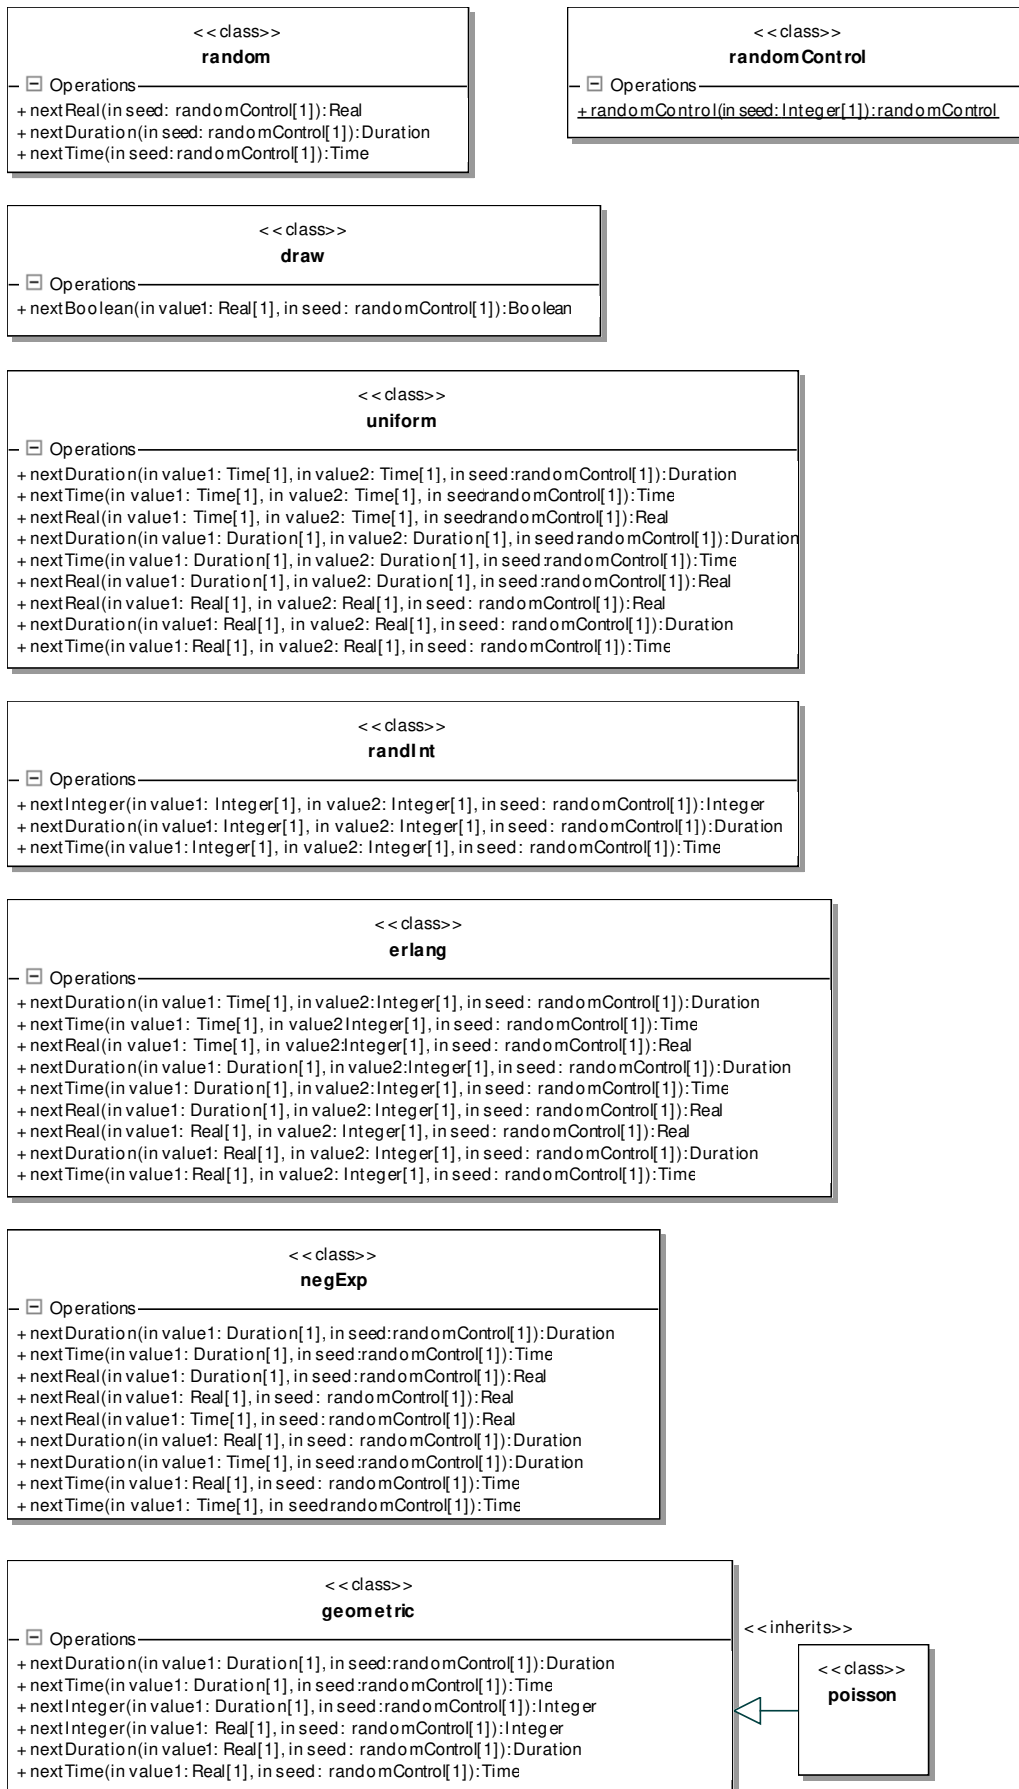 <<class>>
random
Operations
+ nextReal(in seed: randomControl[1]):Real
+ nextDuration(in seed: randomControl[1]):Duration
+ nextTime(in seed:randomControl[1]):Time
<<class>>
randomControl
Operations
+ randomControl(in seed:Integer[1]):randomControl
<<class>>
draw
Operations
+ nextBoolean(in value1: Real[1], in seed: randomControl[1]):Boolean
<<class>>
uniform
Operations
+ nextDuration(in value1: Time[1], in value2: Time[1], in seed:randomControl[1]):Duration
+ nextTime(in value1: Time[1], in value2: Time[1], in seed:randomControl[1]):Time
+ nextReal(in value1: Time[1], in value2: Time[1], in seed:randomControl[1]):Real
+ nextDuration(in value1: Duration[1], in value2: Duration[1], in seed:randomControl[1]):Duration
+ nextTime(in value1: Duration[1], in value2: Duration[1], in seed:randomControl[1]):Time
+ nextReal(in value1: Duration[1], in value2: Duration[1], in seed:randomControl[1]):Real
+ nextReal(in value1: Real[1], in value2: Real[1], in seed: randomControl[1]):Real
+ nextDuration(in value1: Real[1], in value2: Real[1], in seed: randomControl[1]):Duration
+ nextTime(in value1: Real[1], in value2: Real[1], in seed: randomControl[1]):Time
<<class>>
randInt
Operations
+ nextInteger(in value1: Integer[1], in value2: Integer[1], in seed: randomControl[1]):Integer
+ nextDuration(in value1: Integer[1], in value2: Integer[1], in seed: randomControl[1]):Duration
+ nextTime(in value1: Integer[1], in value2: Integer[1], in seed: randomControl[1]):Time
<<class>>
erlang
Operations
+ nextDuration(in value1: Time[1], in value2:Integer[1], in seed: randomControl[1]):Duration
+ nextTime(in value1: Time[1], in value2:Integer[1], in seed: randomControl[1]):Time
+ nextReal(in value1: Time[1], in value2:Integer[1], in seed: randomControl[1]):Real
+ nextDuration(in value1: Duration[1], in value2:Integer[1], in seed: randomControl[1]):Duration
+ nextTime(in value1: Duration[1], in value2:Integer[1], in seed: randomControl[1]):Time
+ nextReal(in value1: Duration[1], in value2: Integer[1], in seed: randomControl[1]):Real
+ nextReal(in value1: Real[1], in value2: Integer[1], in seed: randomControl[1]):Real
+ nextDuration(in value1: Real[1], in value2: Integer[1], in seed: randomControl[1]):Duration
+ nextTime(in value1: Real[1], in value2: Integer[1], in seed: randomControl[1]):Time
<<class>>
negExp
Operations
+ nextDuration(in value1: Duration[1], in seed:randomControl[1]):Duration
+ nextTime(in value1: Duration[1], in seed:randomControl[1]):Time
+ nextReal(in value1: Duration[1], in seed:randomControl[1]):Real
+ nextReal(in value1: Real[1], in seed: randomControl[1]):Real
+ nextReal(in value1: Time[1], in seed: randomControl[1]):Real
+ nextDuration(in value1: Real[1], in seed: randomControl[1]):Duration
+ nextDuration(in value1: Time[1], in seed:randomControl[1]):Duration
+ nextTime(in value1: Real[1], in seed: randomControl[1]):Time
+ nextTime(in value1: Time[1], in seed:randomControl[1]):Time
<<class>>
geometric
Operations
+ nextDuration(in value1: Duration[1], in seed:randomControl[1]):Duration
+ nextTime(in value1: Duration[1], in seed:randomControl[1]):Time
+ nextInteger(in value1: Duration[1], in seed:randomControl[1]):Integer
+ nextInteger(in value1: Real[1], in seed: randomControl[1]):Integer
+ nextDuration(in value1: Real[1], in seed: randomControl[1]):Duration
+ nextTime(in value1: Real[1], in seed: randomControl[1]):Time
<<inherits>>
<<class>>
poisson